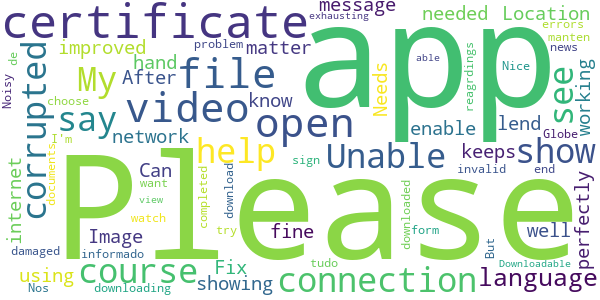 certificate
message
exhausting
app
needed
Location
errors
manten
improved
hand
problem
matter
able
news
Noisy
de
My
file
After
know
Needs
reagrdings
Nice
see
working
choose
corrupted
video
open
say
network
enable
lend
Globe
help
Unable
keeps
show
I'm
internet
documents
Can
want
view
watch
completed
download
sign
try
Please
invalid
end
perfectly
Image
informado
damaged
fine
downloaded
form
But
well
using
course
Fix
showing
tudo
connection
Downloadable
language
Nos
downloading